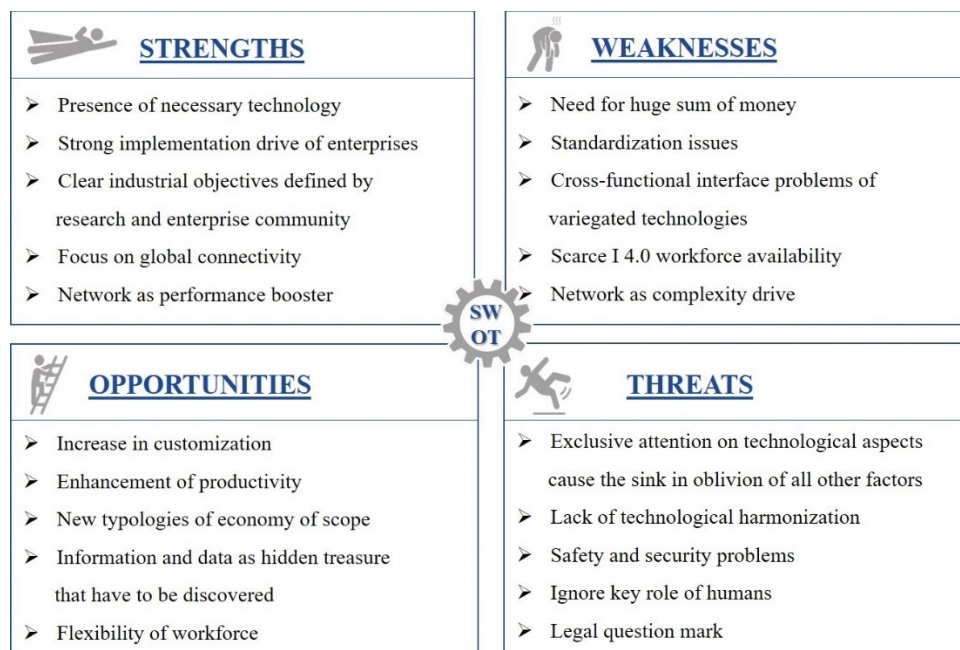 STRENGTHS
➢ Presence of necessary technology
➢ Strong implementation drive of enterprises
➢ Clear industrial objectives defined by
research and enterprise community
➢ Focus on global connectivity
➢ Network as performance booster
WEAKNESSES
➢ Need for huge sum of money
➢ Standardization issues
➢ Cross-functional interface problems of
variegated technologies
➢ Scarce I 4.0 workforce availability
➢ Network as complexity drive
SW
OT
OPPORTUNITIES
➢ Increase in customization
➢ Enhancement of productivity
➢ New typologies of economy of scope
➢ Information and data as hidden treasure
that have to be discovered
➢ Flexibility of workforce
THREATS
➢ Exclusive attention on technological aspects
cause the sink in oblivion of all other factors
➢ Lack of technological harmonization
➢ Safety and security problems
➢ Ignore key role of humans
➢ Legal question mark